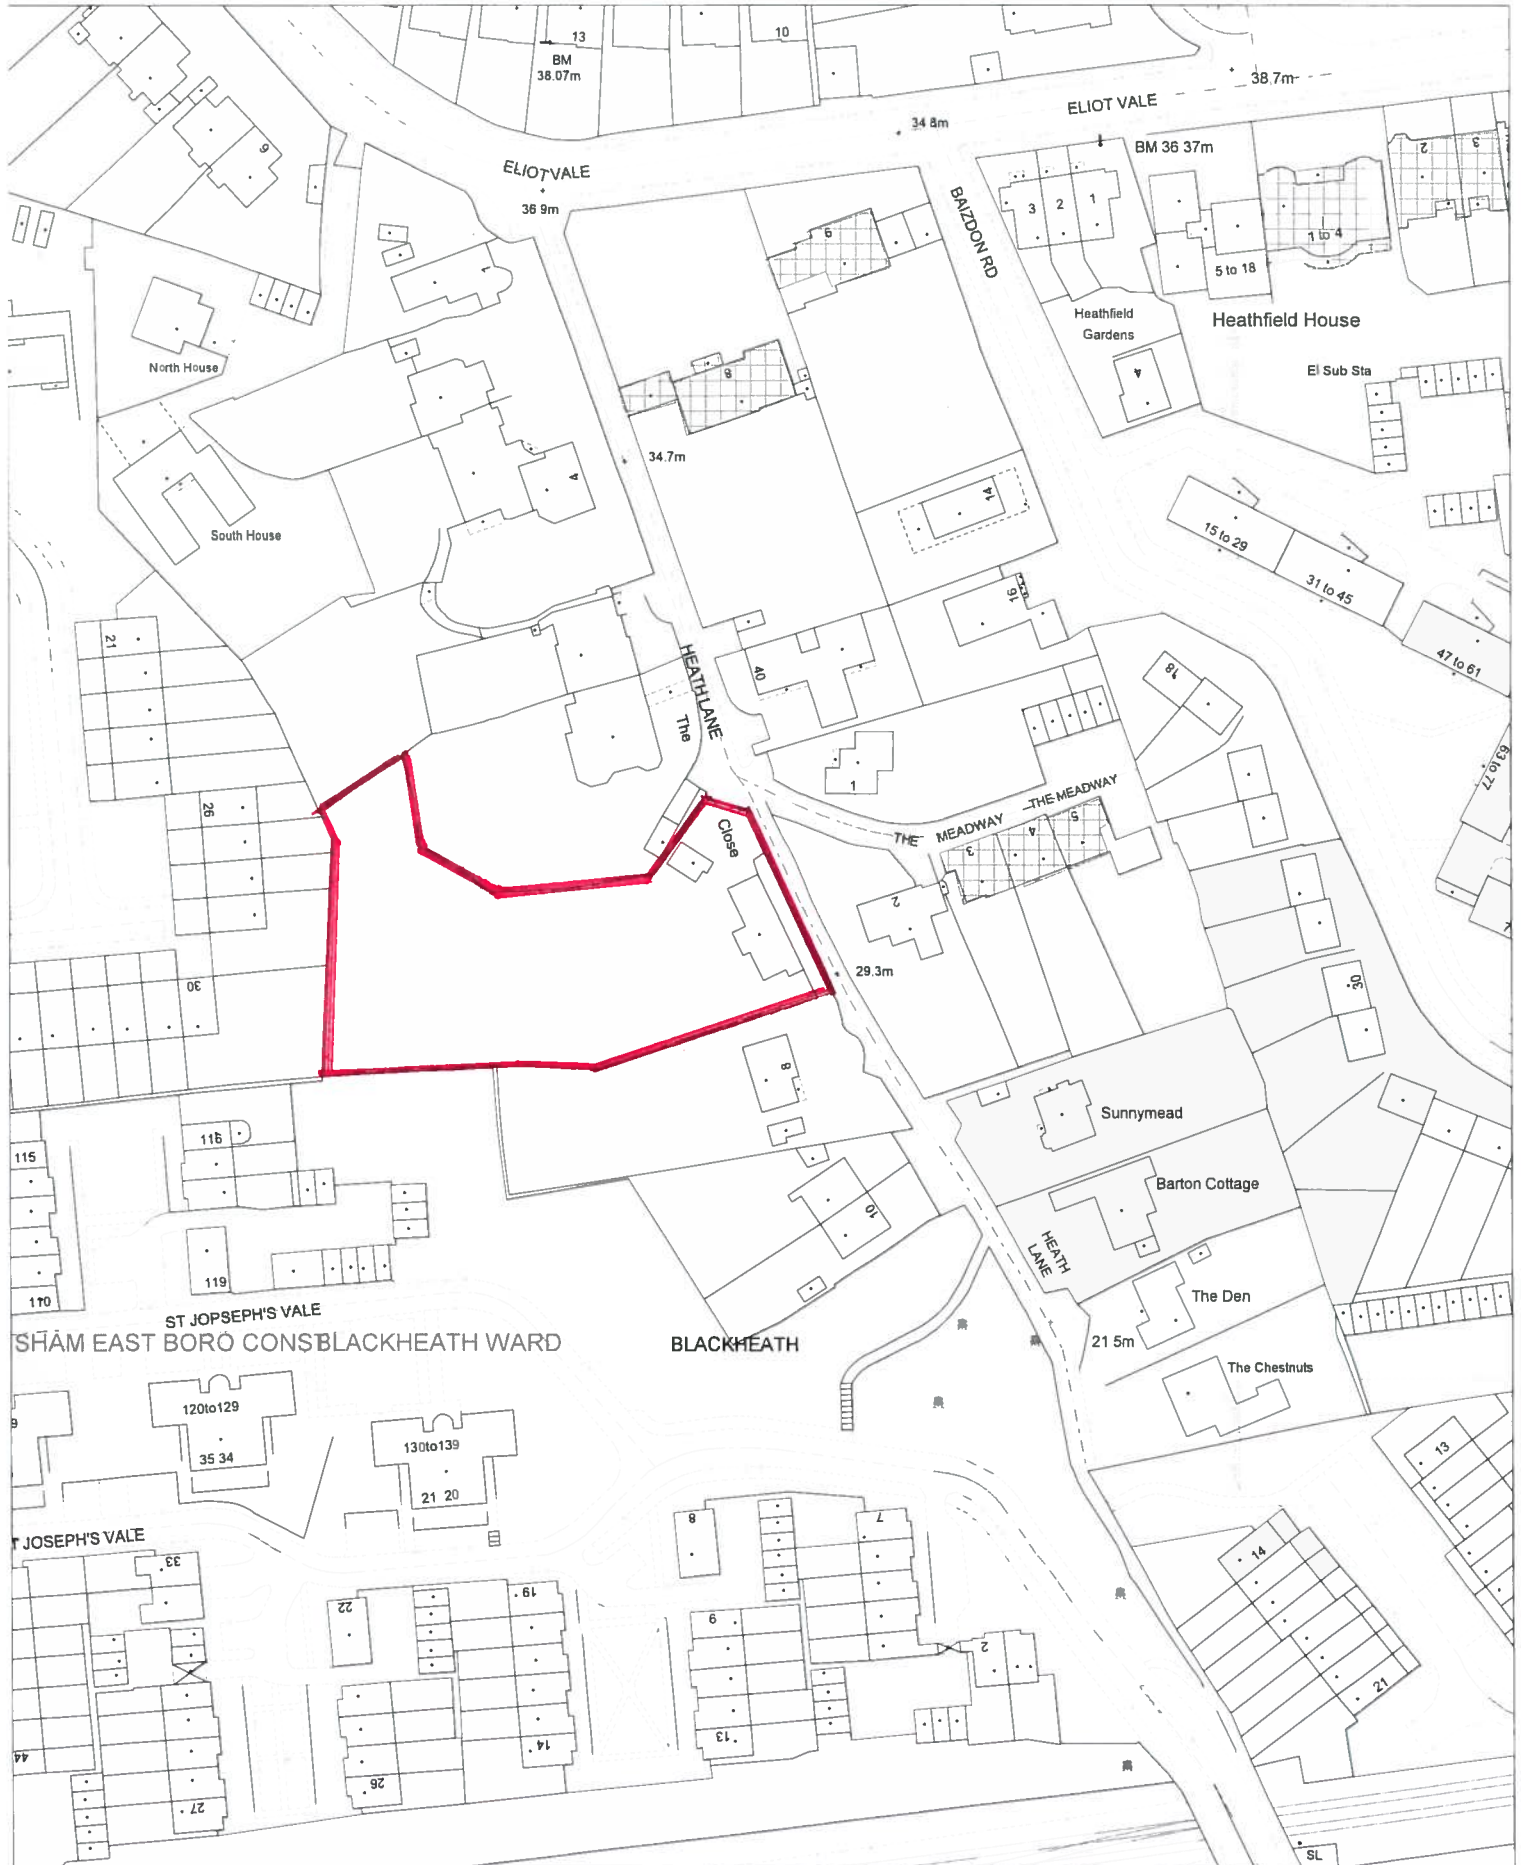 13
10
BM
38.07m
38.7m
ELIOT VALE
34 8m
BM 36 37m
9
ELIOTVALE
36 9m
BAIZDON RD
3
2
1
2
3
1 to 4
5 to 18
1
9
Heathfield
Gardens
Heathfield House
North House
El Sub Sta
8
4
34.7m
4
14
South House
15 to 29
31 to 45
16
47 to 61
21
40
18
HEATH LANE
The
63 to 77
1
THE MEADWAY
26
Close
THE MEADWAY
5
4
3
2
29.3m
30
30
8
Sunnymead
116
115
Barton Cottage
10
HEATH
LANE
119
The Den
110
ST JOPSEPH'S VALE
SHAM EAST BORO CONST
BLACKHEATH WARD
BLACKHEATH
21 5m
The Chestnuts
9
120to129
35 34
130to139
21 20
13
8
7
T JOSEPH'S VALE
33
14
22
19
9
2
21
13
14
44
26
27
SL